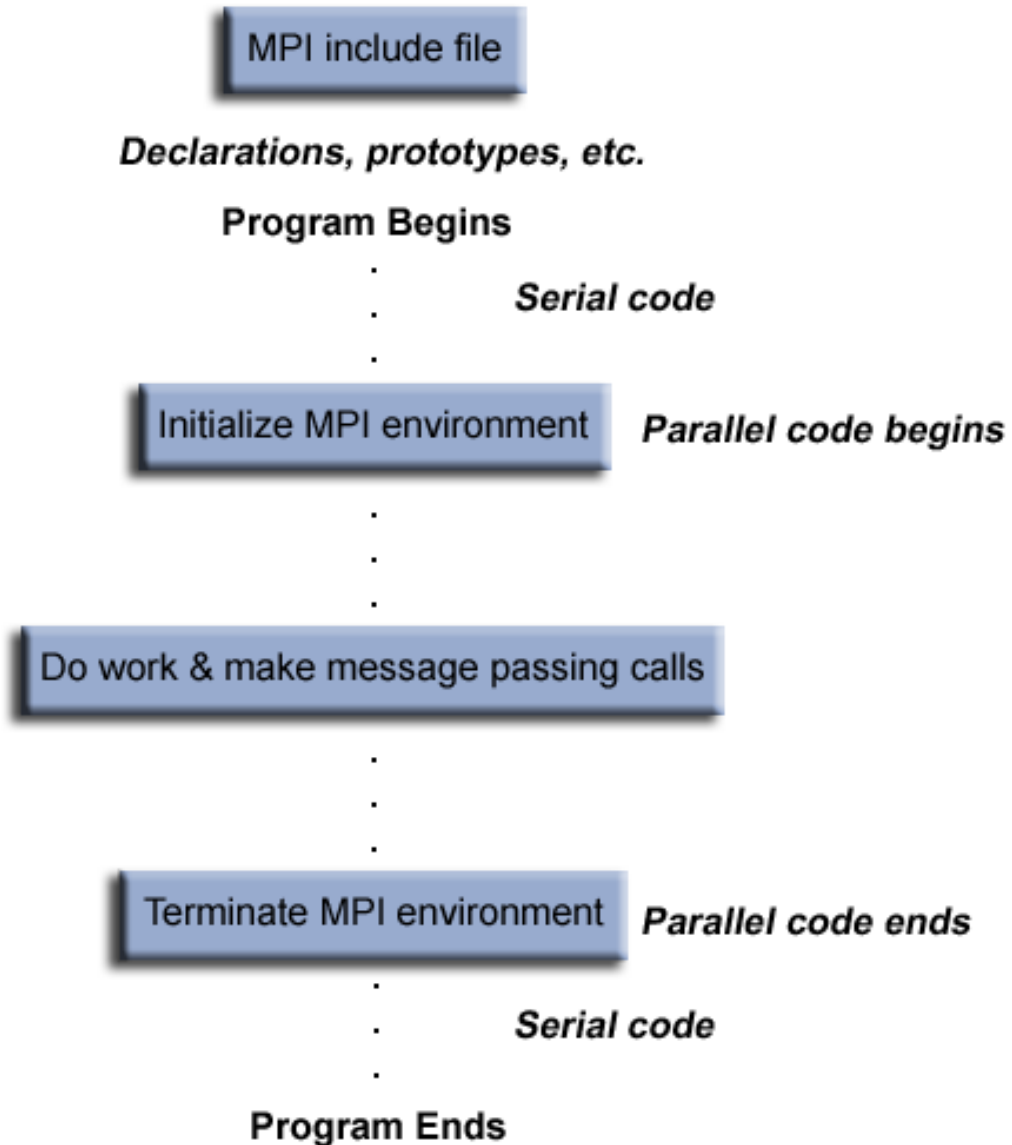 MPI include file
Declarations, prototypes, etc.
Program Begins
Serial code
Initialize MPI environment
Parallel code begins
Do work & make message passing calls
Terminate MPI environment
Parallel code ends
Serial code
Program Ends